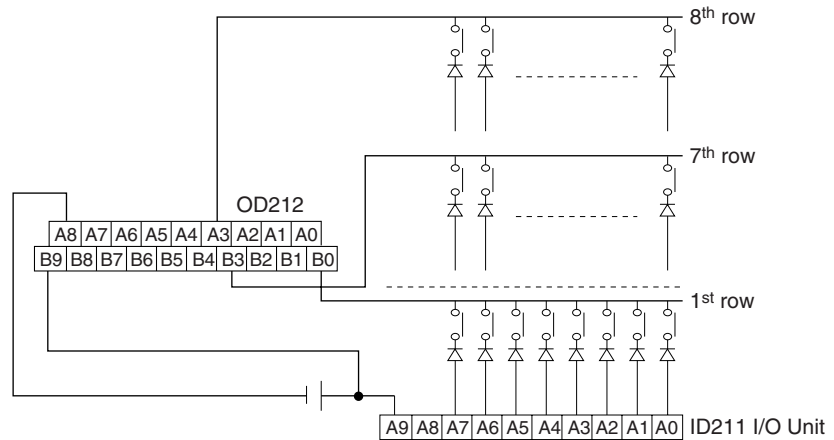 8th row
7th row
OD212
A8 A7 A6 A5 A4 A3 A2 A1 A0
B9 B8 B7 B6 B5 B4 B3 B2 B1 B0
1st row
A9 A8 A7 A6 A5 A4 A3 A2 A1 A0 ID211 I/O Unit